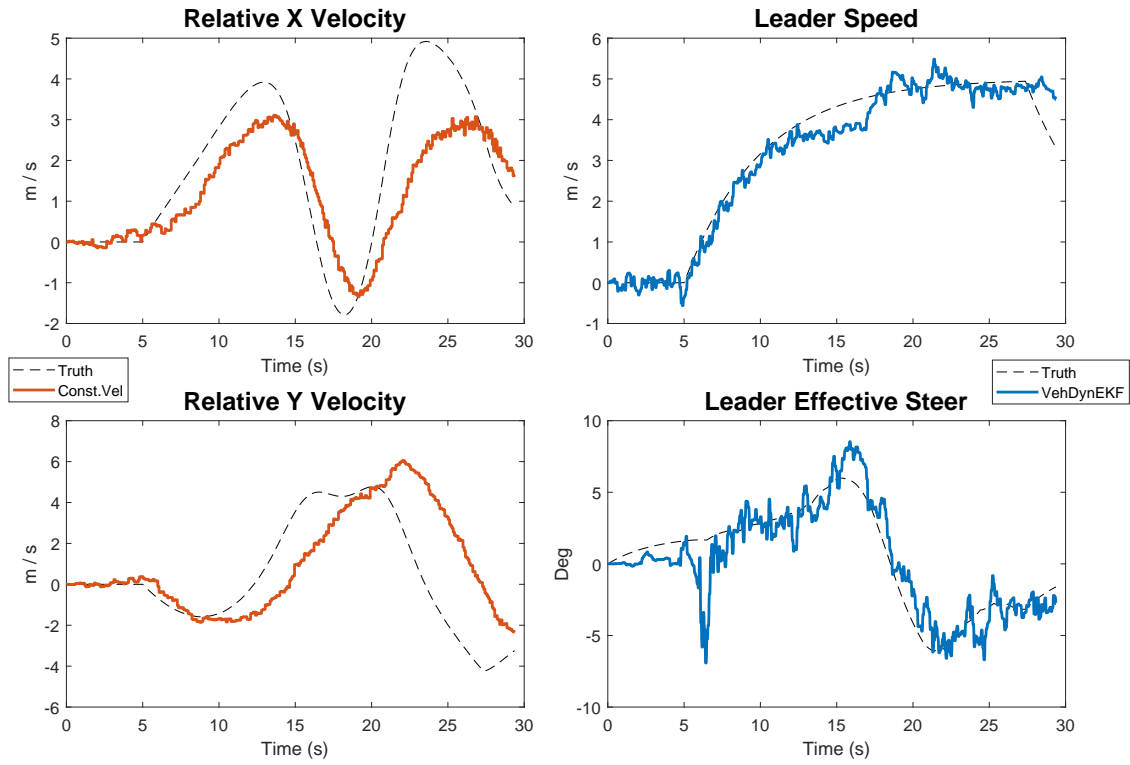 Relative X Velocity
5
4
3
2
1
0
-1
-2
m / s
0 5 10 15 20 25 30
Time (s)
Leader Speed
6
5
4
3
2
1
0
-1
m / s
0 5 10 15 20 25 30
Time (s)
Truth
Const.Vel
Truth
VehDynEKF
Relative Y Velocity
8
6
4
2
0
-2
-4
-6
m / s
0 5 10 15 20 25 30
Time (s)
Leader Effective Steer
10
5
0
-5
-10
Deg
0 5 10 15 20 25 30
Time (s)